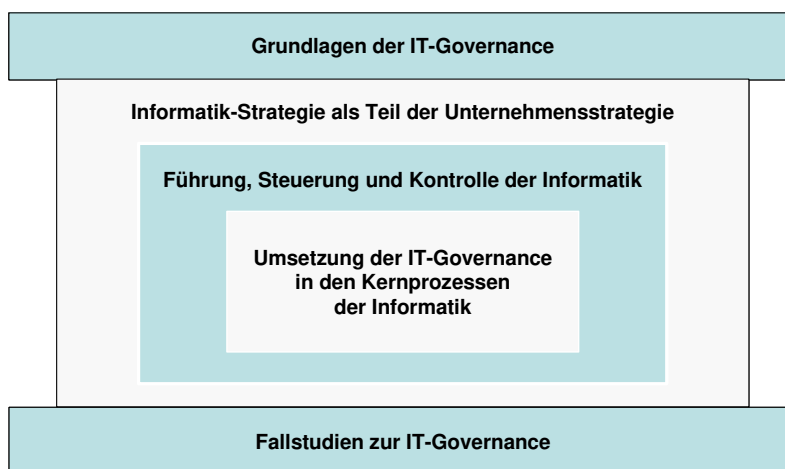 Grundlagen der IT-Governance
Informatik-Strategie als Teil der Unternehmensstrategie
Führung, Steuerung und Kontrolle der Informatik
Umsetzung der IT-Governance
in den Kernprozessen
der Informatik
Fallstudien zur IT-Governance